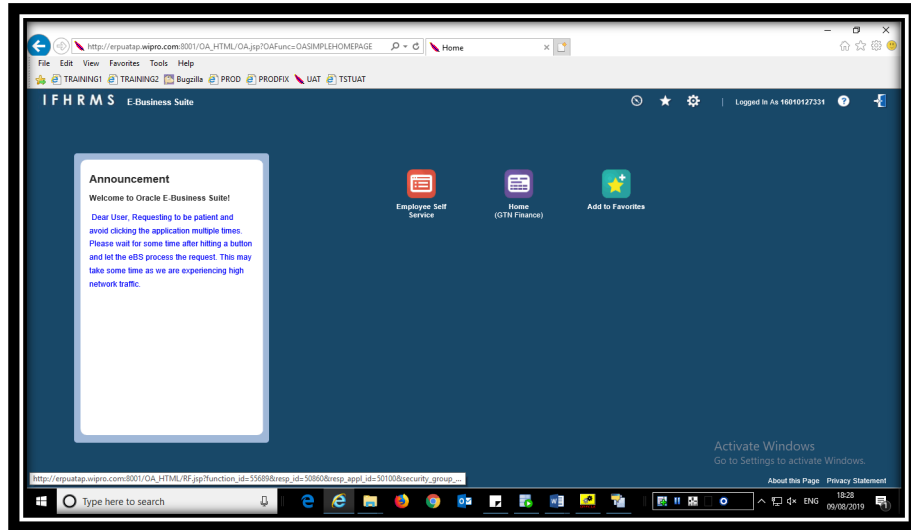 http://erpuatap.wipro.com:8001/OA_HTML/OA.jsp?OAFunc=OASIMPLEHOMEPAGE
Home
File Edit View Favorites Tools Help
TRAINING1 TRAINING2 Bugzilla PROD PRODFIX UAT TSTUAT
IFHRMS E-Business Suite
Logged In As 16010127331
Announcement
Welcome to Oracle E-Business Suite!
Dear User, Requesting to be patient and
avoid clicking the application multiple times.
Please wait for some time after hitting a button
and let the eBS process the request. This may
take some time as we are experiencing high
network traffic.
Employee Self
Service
Home
(GTN Finance)
Add to Favorites
Activate Windows
Go to Settings to activate Windows.
http://erpuatap.wipro.com:8001/OA_HTML/RF.jsp?function_id=55689&resp_id=50860&resp_appl_id=50100&security_group_...
About this Page Privacy Statement
Type here to search
ENG
18:28
09/08/2019